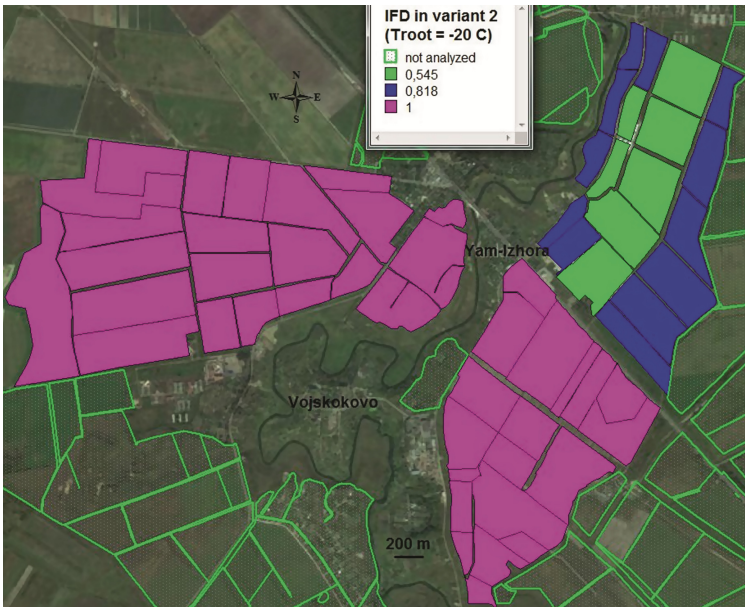 IFD in variant 2
(Troot = -20 C)
not analyzed
0,545
0,818
1
N
W E
S
Yam-Izhora
Vojskokovo
200 m